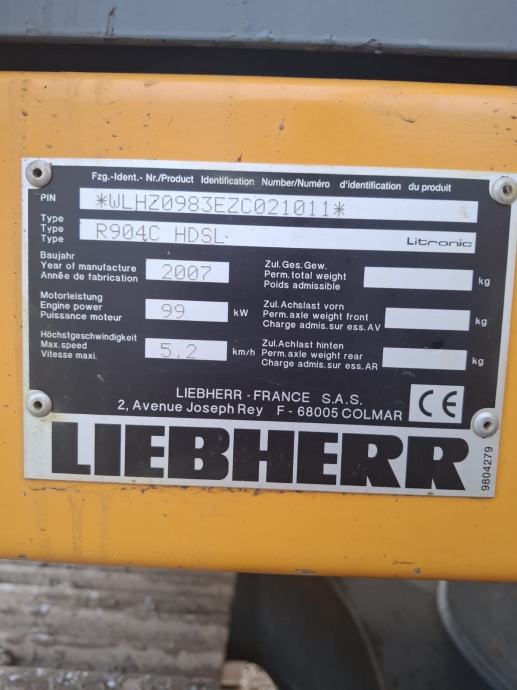 Fzg.-Ident.- Nr./Product Identification Number/Numéro d'identification du produit
PIN *WLHZ0983EZC021011*
Type
Type R904C HDSL Litronic
Type
Baujahr
Year of manufacture 2007
Année de fabrication
Zul.Ges.Gew.
Perm.total weight kg
Poids admissible
Motorleistung
Engine power 99 kW
Puissance moteur
Zul.Achslast vorn
Perm.axle weight front kg
Charge admis.sur ess.AV
Höchstgeschwindigkeit
Max.speed 5,2 km/h
Vitesse maxi.
Zul.Achlast hinten
Perm.axle weight rear kg
Charge admis.sur ess.AR
LIEBHERR - FRANCE S.A.S.
2, Avenue Joseph Rey F - 68005 COLMAR
CE
LIEBHERR
9804279